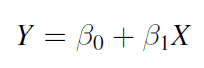 Y = β₀ + β₁X